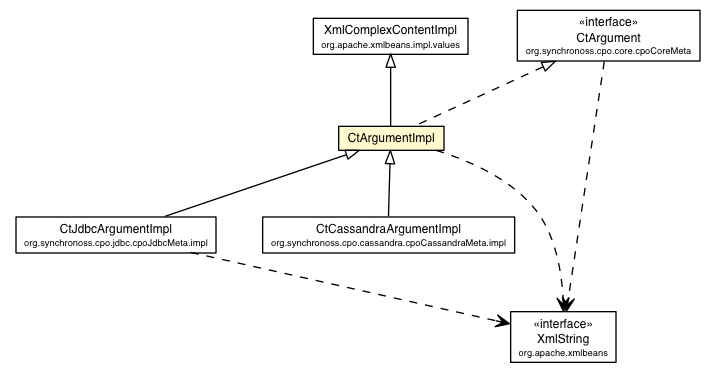 XmlComplexContentImpl
org.apache.xmlbeans.impl.values
«interface»
CtArgument
org.synchronoss.cpo.core.cpoCoreMeta
CtArgumentImpl
CtJdbcArgumentImpl
org.synchronoss.cpo.jdbc.cpoJdbcMeta.impl
CtCassandraArgumentImpl
org.synchronoss.cpo.cassandra.cpoCassandraMeta.impl
«interface»
XmlString
org.apache.xmlbeans